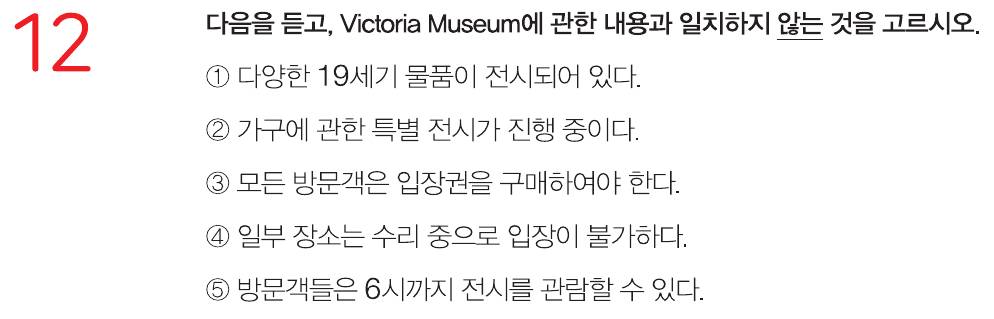 12
다음을 듣고, Victoria Museum에 관한 내용과 일치하지 않는 것을 고르시오.
① 다양한 19세기 물품이 전시되어 있다.
② 가구에 관한 특별 전시가 진행 중이다.
③ 모든 방문객은 입장권을 구매하여야 한다.
④ 일부 장소는 수리 중으로 입장이 불가하다.
⑤ 방문객들은 6시까지 전시를 관람할 수 있다.